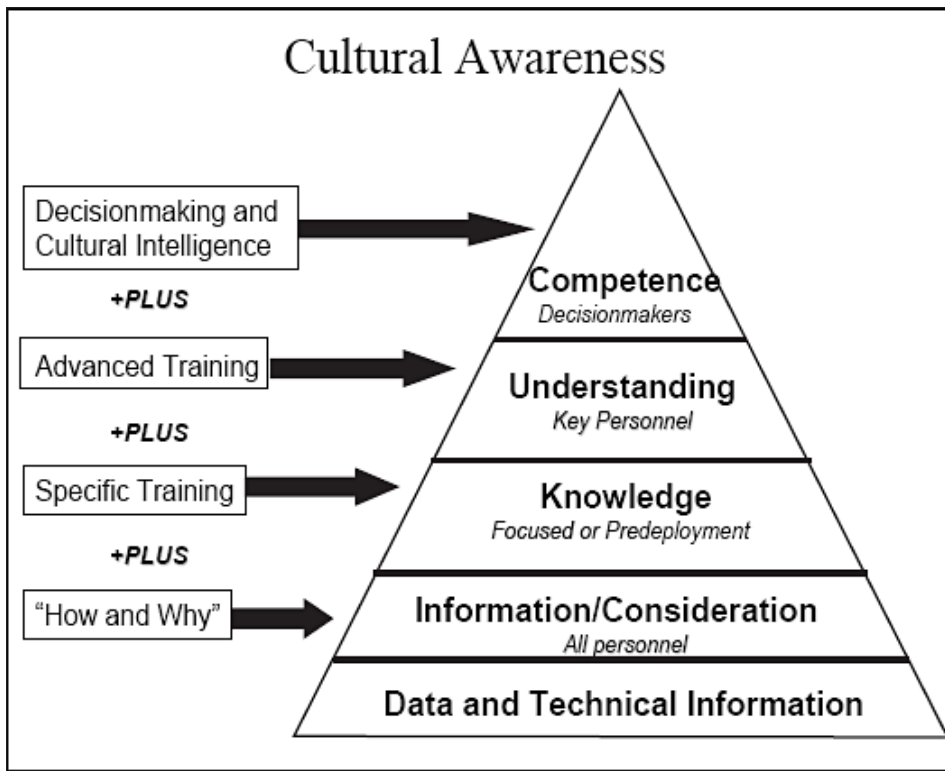 Cultural Awareness
Decisionmaking and
Cultural Intelligence
+PLUS
Advanced Training
+PLUS
Specific Training
+PLUS
“How and Why”
Competence
Decisionmakers
Understanding
Key Personnel
Knowledge
Focused or Predeployment
Information/Consideration
All personnel
Data and Technical Information